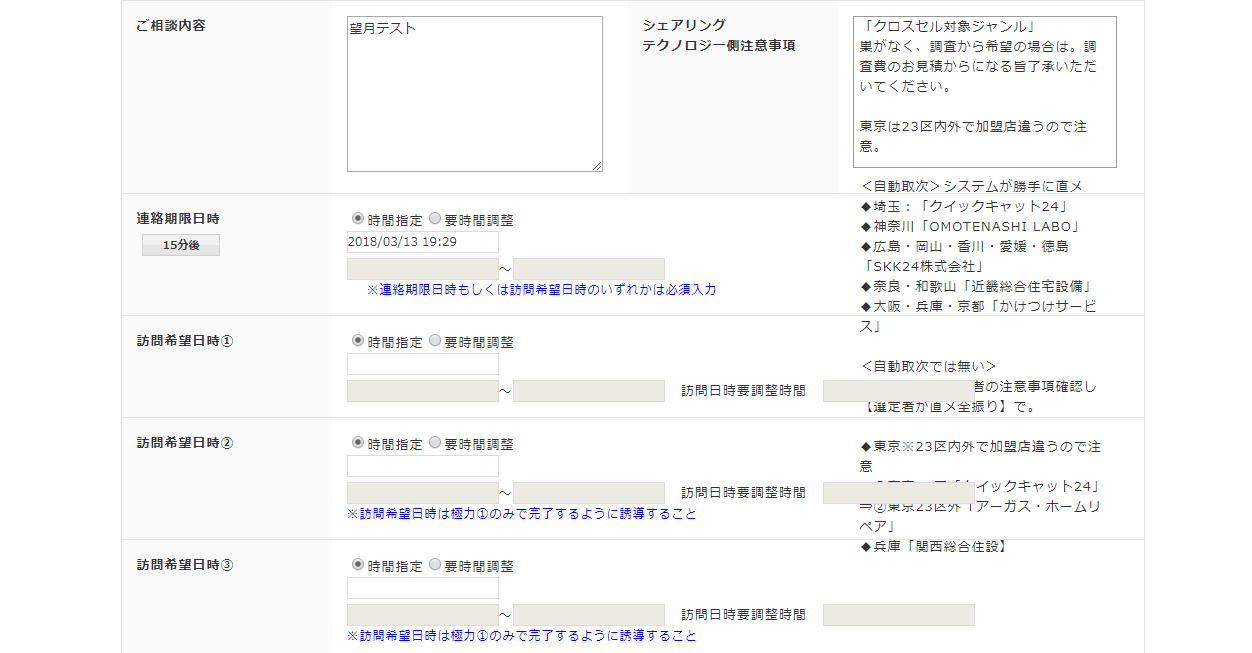 ご相談内容
望月テスト
シェアリング
テクノロジー側注意事項
「クロスセル対象ジャンル」
巣がなく、調査から希望の場合は。調
査費のお見積からになる旨了承いただ
いてください。
東京は23区内外で加盟店違うので注
意。
＜自動取次＞システムが勝手に直メ
◆埼玉：「クイックキャット24」
◆神奈川「OMOTENASHI LABO」
◆広島・岡山・香川・愛媛・徳島
「SKK24株式会社」
◆奈良・和歌山「近畿総合住宅設備」
◆大阪・兵庫・京都「かけつけサービ
ス」
＜自動取次では無い＞
者の注意事項確認し
【選定者が直メ全振り】で。
◆東京※23区内外で加盟店違うので注
意
イックキャット24」
⇒②東京23区外「アーガス・ホームリ
ペア」
◆兵庫「関西総合住設】
連絡期限日時
15分後
時間指定 要時間調整
2018/03/13 19:29
～
※連絡期限日時もしくは訪問希望日時のいずれかは必須入力
訪問希望日時①
時間指定 要時間調整
～ 訪問日時要調整時間
訪問希望日時②
時間指定 要時間調整
～ 訪問日時要調整時間
※訪問希望日時は極力①のみで完了するように誘導すること
訪問希望日時③
時間指定 要時間調整
～ 訪問日時要調整時間
※訪問希望日時は極力①のみで完了するように誘導すること